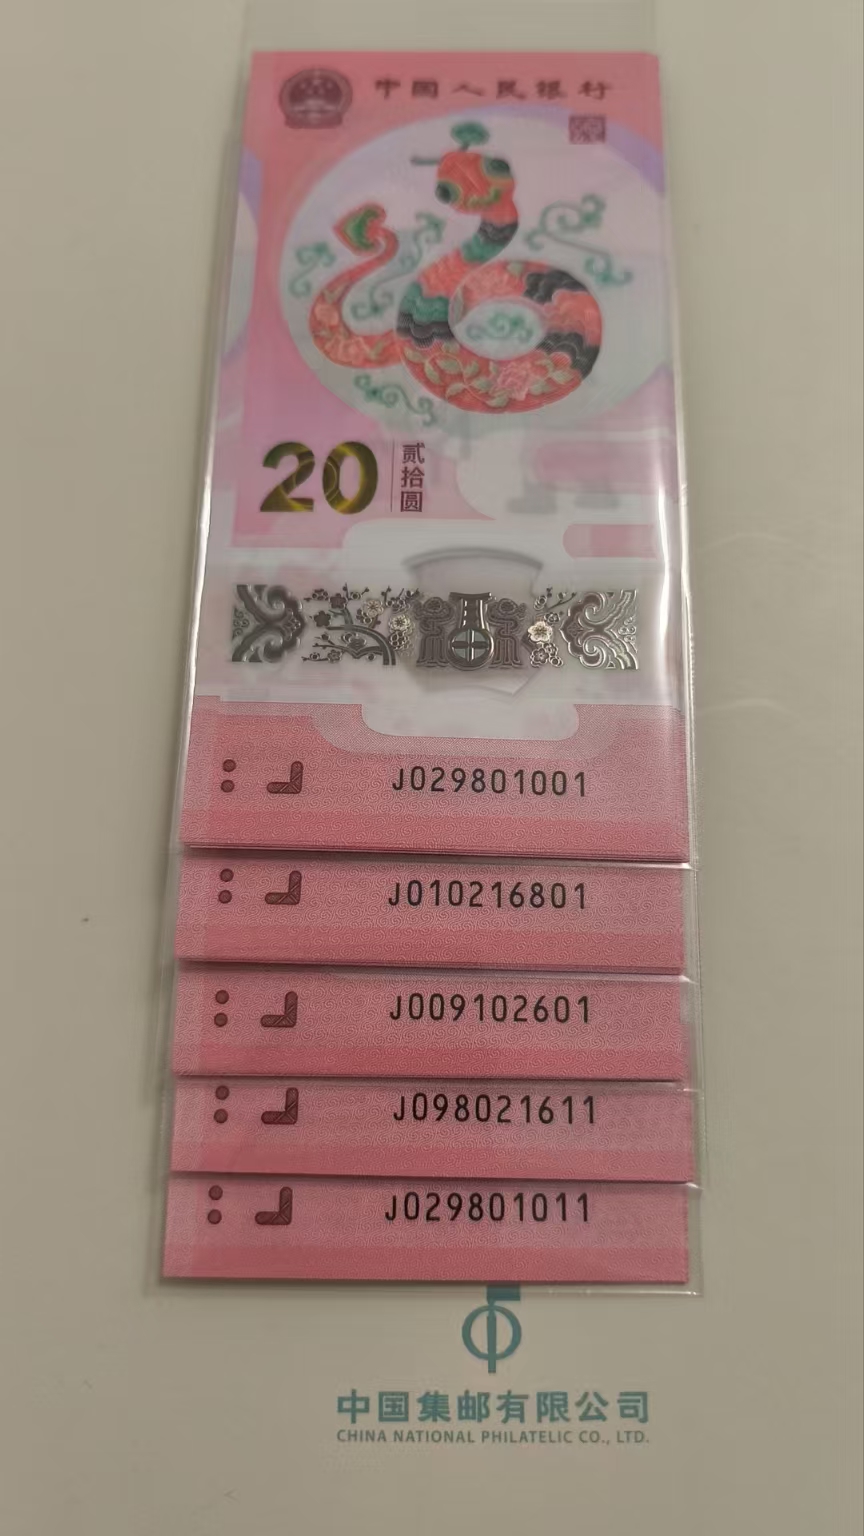 中国人民银行
20
贰拾圆
J029801001
J010216801
J009102601
J098021611
J029801011
中国集邮有限公司
CHINA NATIONAL PHILATELIC CO., LTD.